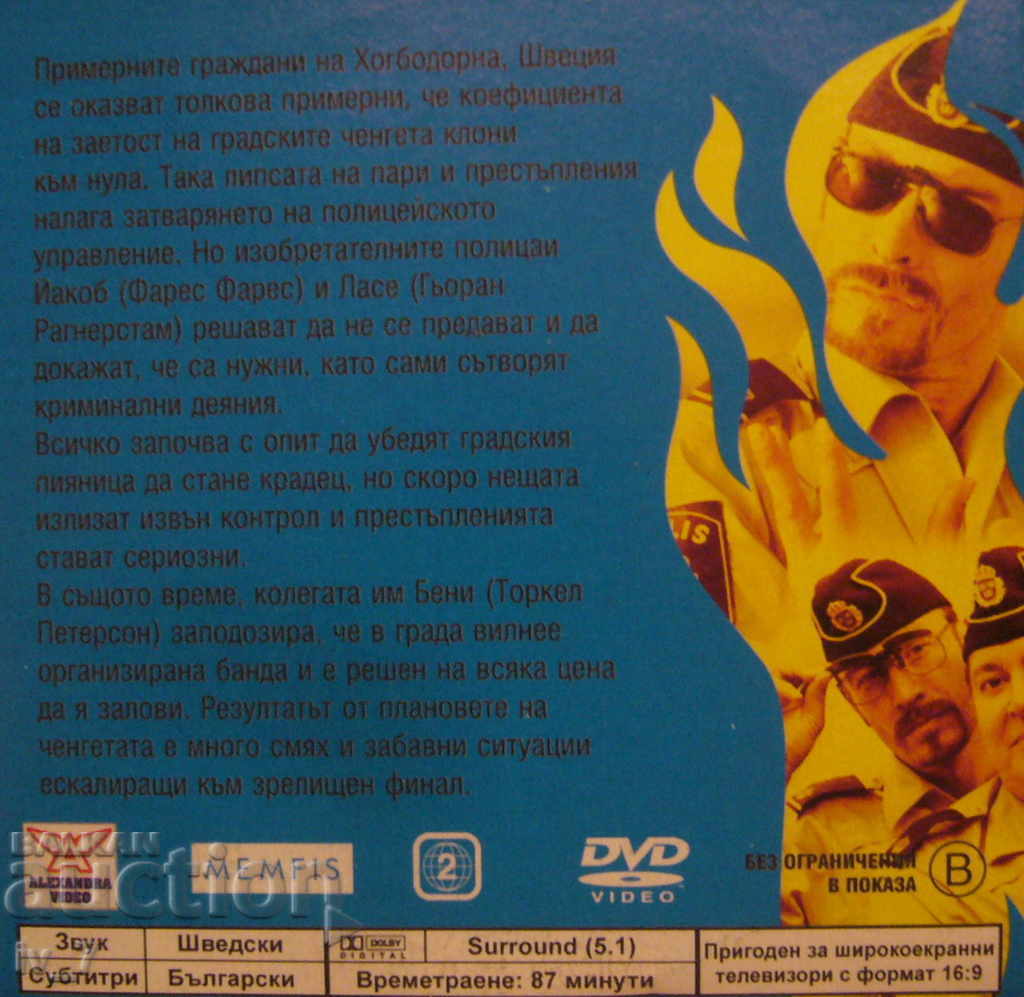 Примерните граждани на Хогбодорна, Швеция
се оказват толкова примерни, че коефициента
на заетост на градските ченгета клони
към нула. Така липсата на пари и престъпления
налага затварянето на полицейското
управление. Но изобретателните полицаи
Йакоб (Фарес Фарес) и Ласе (Гьоран
Рагнерстам) решават да не се предават и да
докажат, че са нужни, като сами сътворят
криминални деяния.
Всичко започва с опит да убедят градския
пияница да стане крадец, но скоро нещата
излизат извън контрол и престъпленията
стават сериозни.
В същото време, колегата им Бени (Торкел
Петерсон) заподозира, че в града вилнее
организирана банда и е решен на всяка цена
да я залови. Резултатът от плановете на
ченгетата е много смях и забавни ситуации
ескалиращи към зрелищен финал.
LIS
BALKAN
auction
ALEXANDRA
VIDEO
MEMFIS
2
DVD
VIDEO
БЕЗ ОГРАНИЧЕНИЯ
В ПОКАЗА
B
iv_7
Звук Шведски
Субтитри Български
DOLBY
DIGITAL
Surround (5.1)
Времетраене: 87 минути
Пригоден за широкоекранни
телевизори с формат 16:9